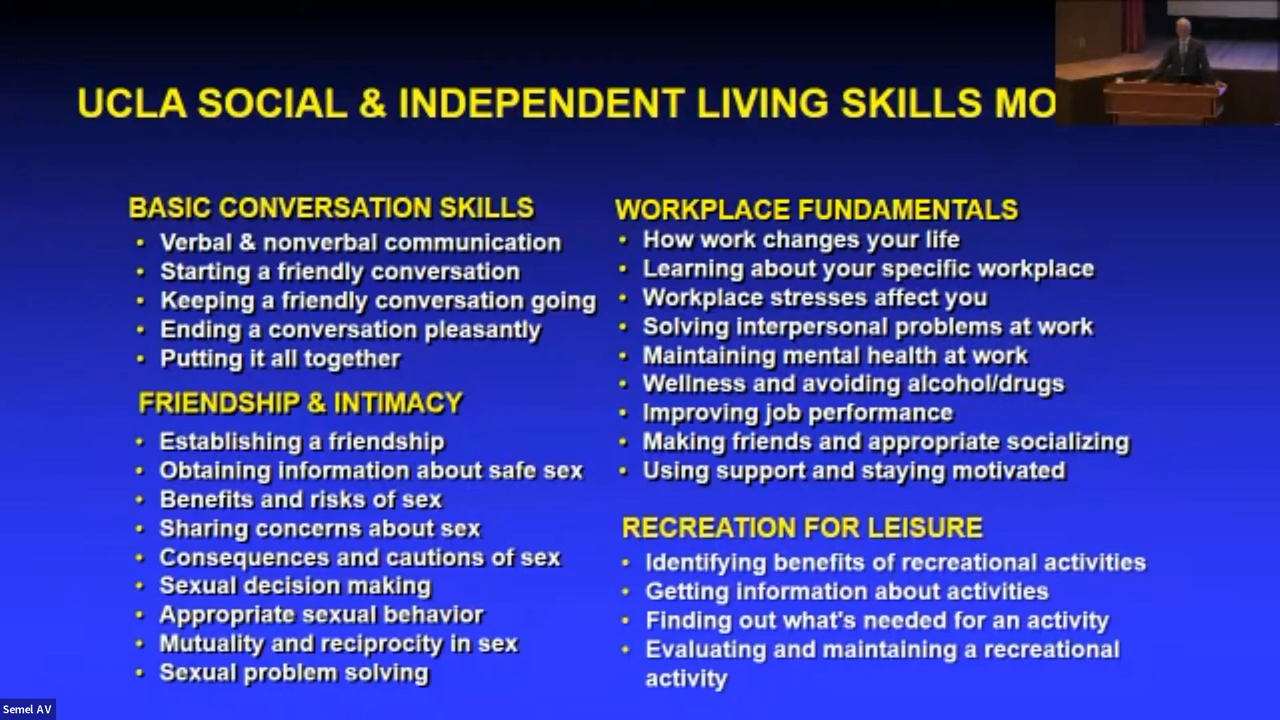 UCLA SOCIAL & INDEPENDENT LIVING SKILLS MO
BASIC CONVERSATION SKILLS
• Verbal & nonverbal communication
• Starting a friendly conversation
• Keeping a friendly conversation going
• Ending a conversation pleasantly
• Putting it all together
FRIENDSHIP & INTIMACY
• Establishing a friendship
• Obtaining information about safe sex
• Benefits and risks of sex
• Sharing concerns about sex
• Consequences and cautions of sex
• Sexual decision making
• Appropriate sexual behavior
• Mutuality and reciprocity in sex
• Sexual problem solving
WORKPLACE FUNDAMENTALS
• How work changes your life
• Learning about your specific workplace
• Workplace stresses affect you
• Solving interpersonal problems at work
• Maintaining mental health at work
• Wellness and avoiding alcohol/drugs
• Improving job performance
• Making friends and appropriate socializing
• Using support and staying motivated
RECREATION FOR LEISURE
• Identifying benefits of recreational activities
• Getting information about activities
• Finding out what's needed for an activity
• Evaluating and maintaining a recreational
activity
Semel AV